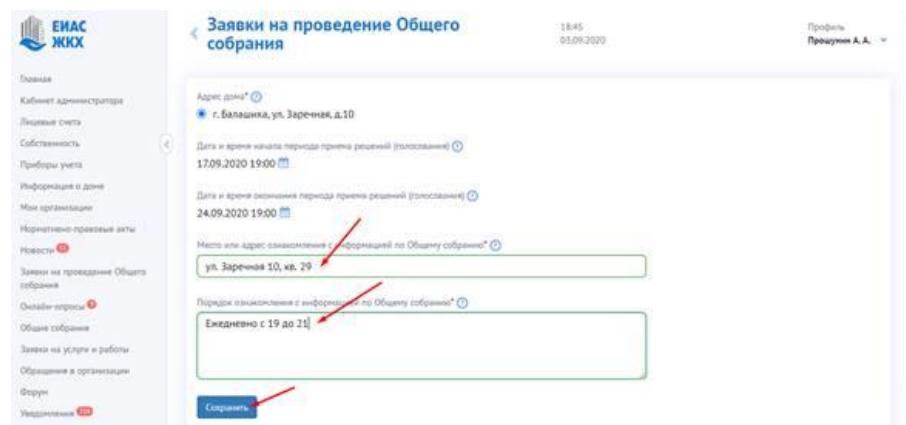 ЕИАС
ЖКХ
Заявки на проведение Общего
собрания
18:45
03.09.2020
Профиль
Прошунин А. А.
Главная
Кабинет администратора
Лицевые счета
Собственность
Приборы учета
Информация о доме
Мои организации
Нормативно-правовые акты
Новости
Заявки на проведение Общего
собрания
Онлайн-опросы
Общие собрания
Заявки на услуги и работы
Обращения в организации
Форум
Уведомления
Адрес дома*
г. Балашиха, ул. Заречная, д.10
Дата и время начала периода приема решений (голосования)
17.09.2020 19:00
Дата и время окончания периода приема решений (голосования)
24.09.2020 19:00
Место или адрес ознакомления с информацией по Общему собранию*
ул. Заречная 10, кв. 29
Порядок ознакомления с информацией по Общему собранию*
Ежедневно с 19 до 21
Сохранить